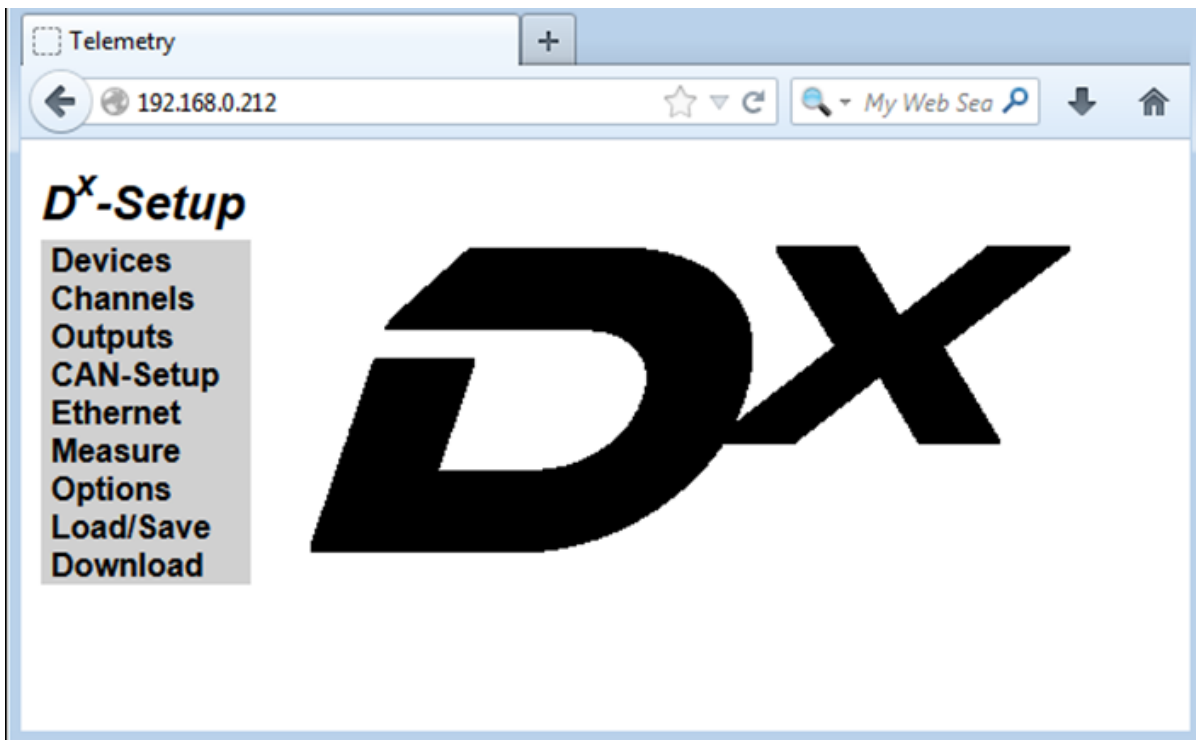 Telemetry
192.168.0.212
My Web Sea
Dx-Setup
Devices
Channels
Outputs
CAN-Setup
Ethernet
Measure
Options
Load/Save
Download
DX